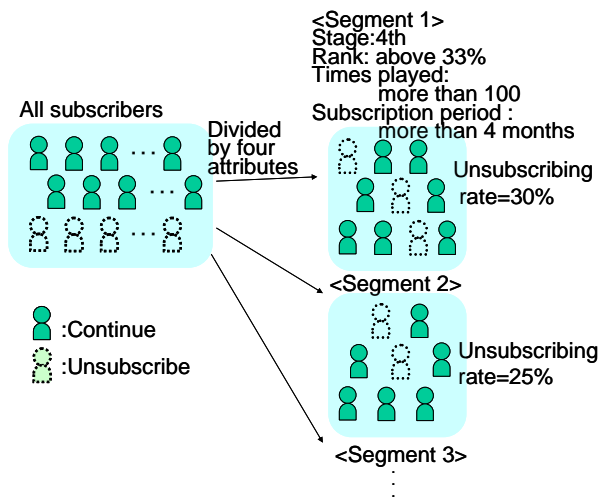 <Segment 1>
Stage:4th
Rank: above 33%
Times played:
more than 100
Subscription period :
more than 4 months
All subscribers
Divided
by four
attributes
Unsubscribing
rate=30%
<Segment 2>
:Continue
:Unsubscribe
Unsubscribing
rate=25%
<Segment 3>